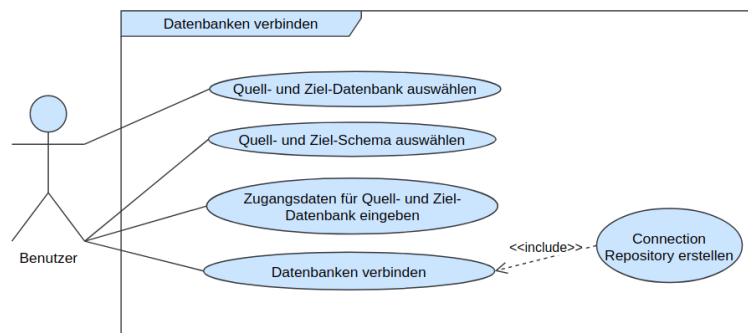 Datenbanken verbinden
Quell- und Ziel-Datenbank auswählen
Quell- und Ziel-Schema auswählen
Zugangsdaten für Quell- und Ziel-
Datenbank eingeben
Benutzer
<<include>>
Connection
Repository erstellen
Datenbanken verbinden